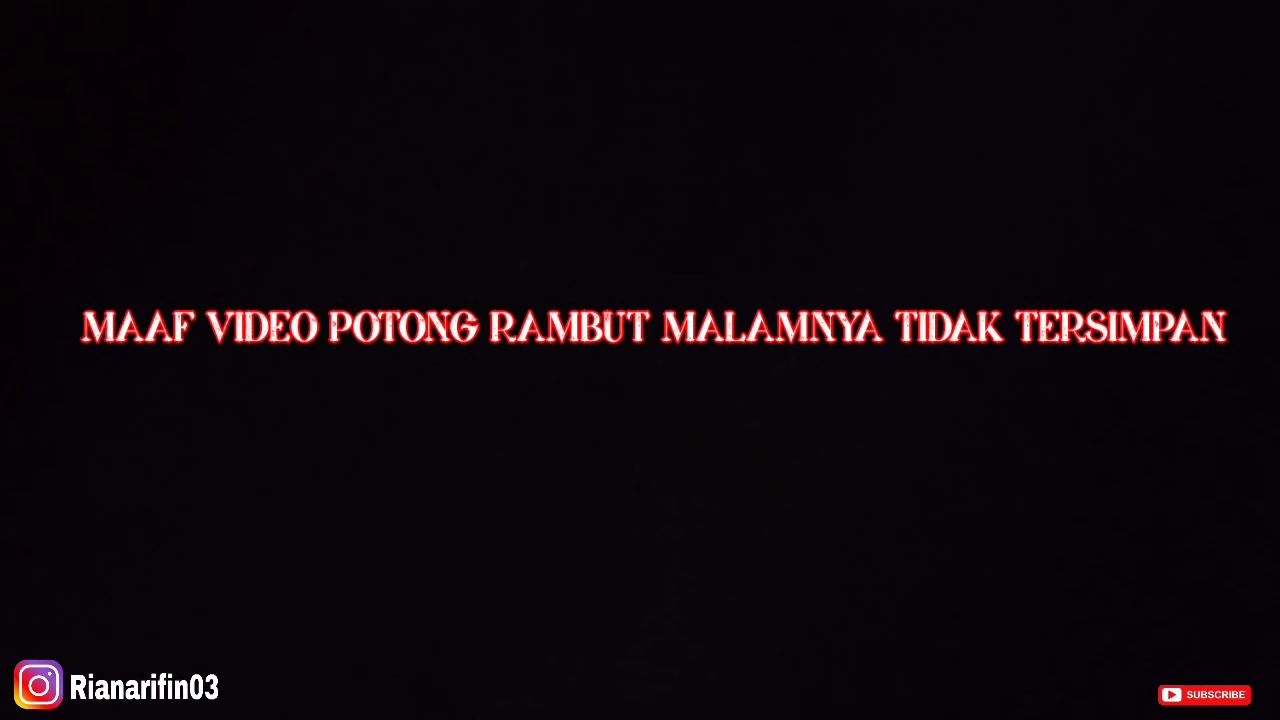 MAAF VIDEO POTONG RAMBUT MALAMNYA TIDAK TERSIMPAN
Rianarifin03
SUBSCRIBE